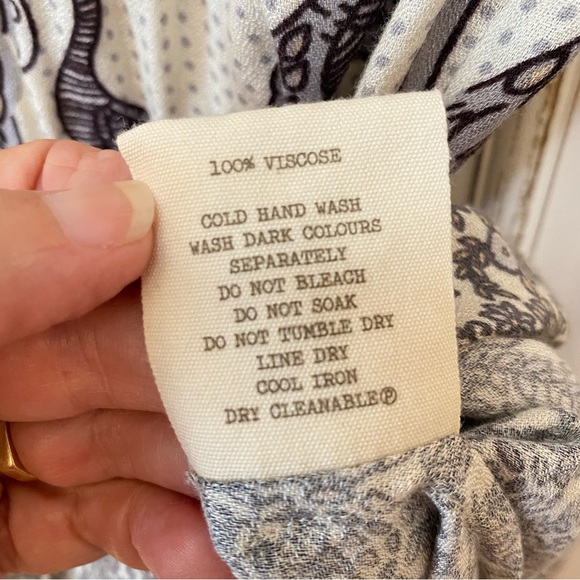 100% VISCOSE
COLD HAND WASH
WASH DARK COLOURS
SEPARATELY
DO NOT BLEACH
DO NOT SOAK
DO NOT TUMBLE DRY
LINE DRY
COOL IRON
DRY CLEANABLEⓅ